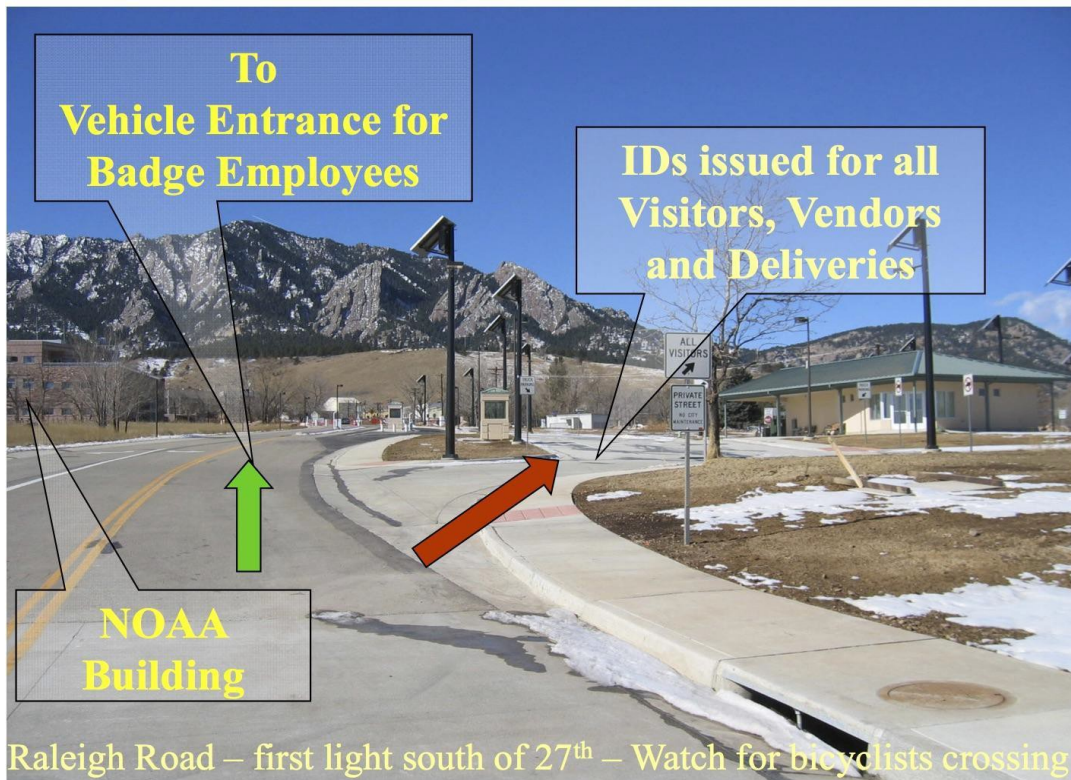 To
Vehicle Entrance for
Badge Employees
IDs issued for all
Visitors, Vendors
and Deliveries
ALL
VISITORS
PRIVATE
STREET
NO CITY
MAINTENANCE
NOAA
Building
Raleigh Road – first light south of 27th – Watch for bicyclists crossing